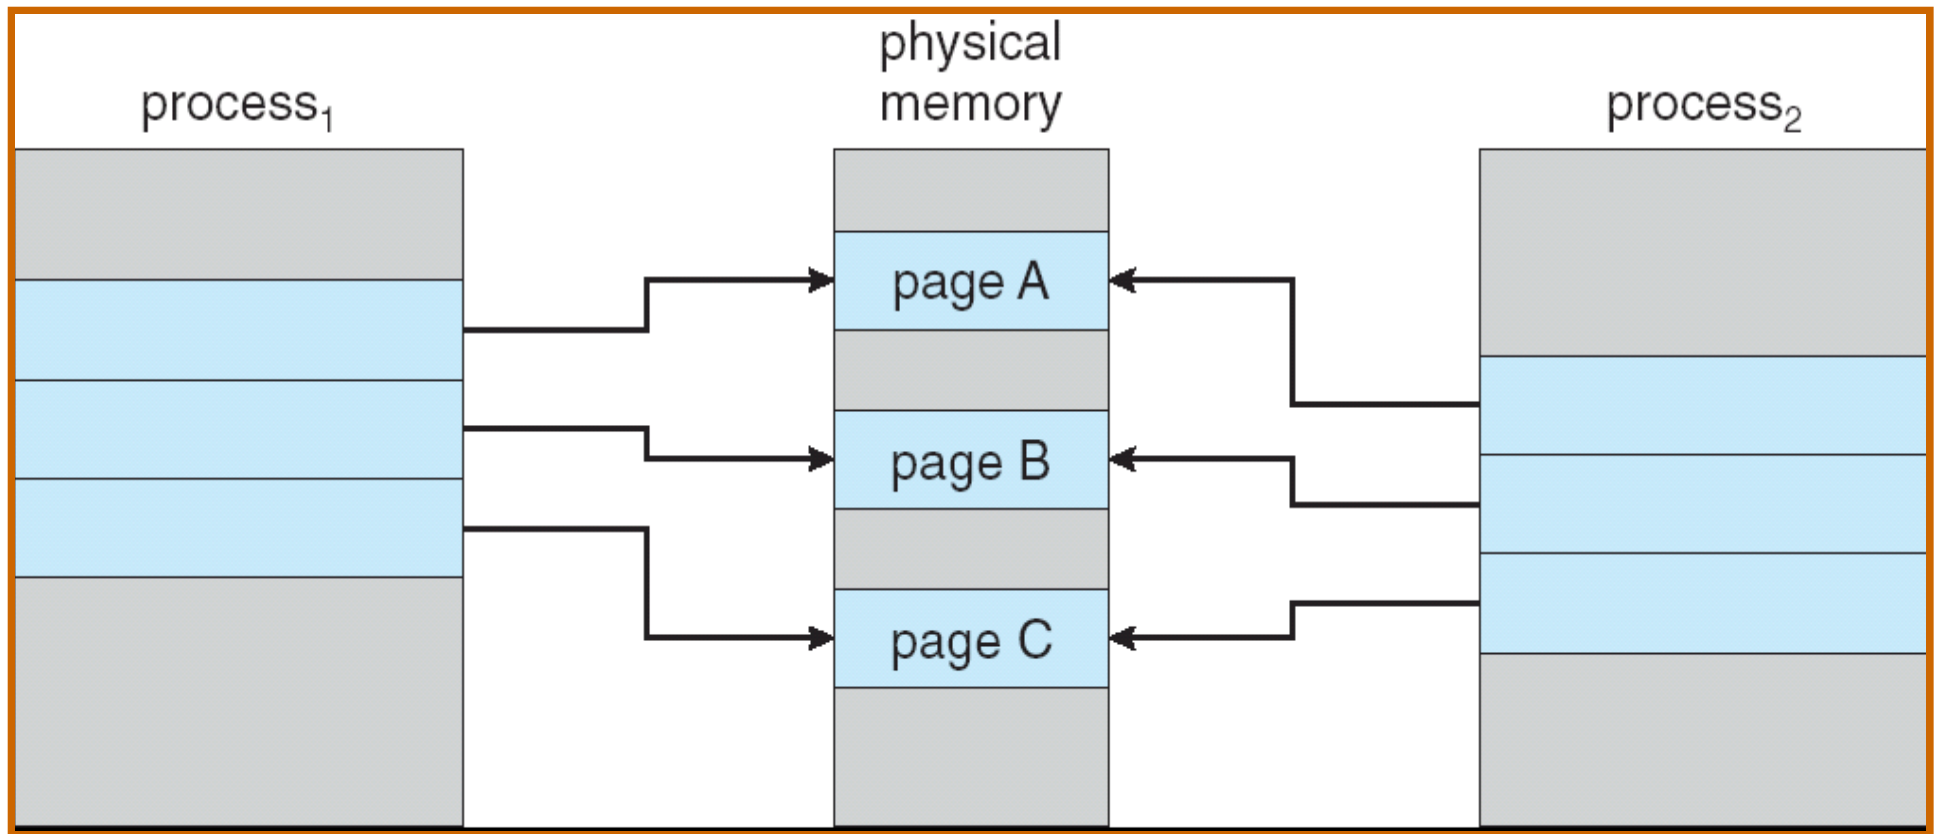 physical
memory
process₁
process₂
page A
page B
page C